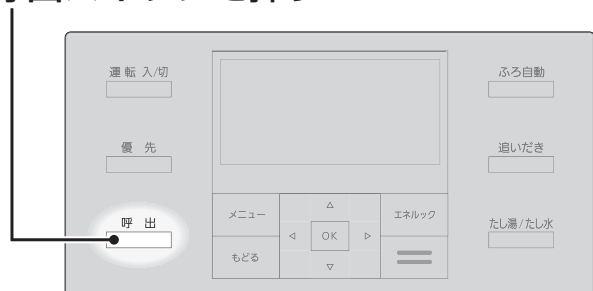 運転 入/切
ふろ自動
優先
追いだき
呼出
メニュー
エネルック
OK
もどる
たし湯/たし水